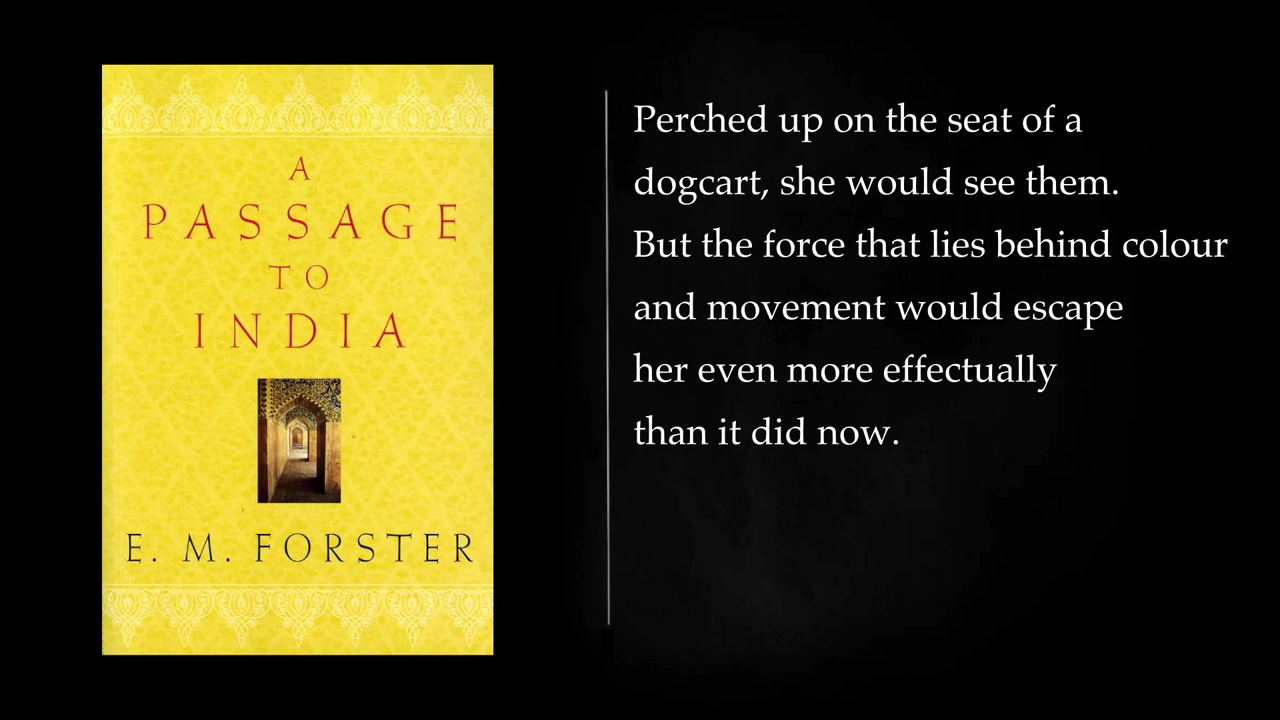 A
PASSAGE
TO
INDIA
E. M. FORSTER
Perched up on the seat of a
dogcart, she would see them.
But the force that lies behind colour
and movement would escape
her even more effectually
than it did now.